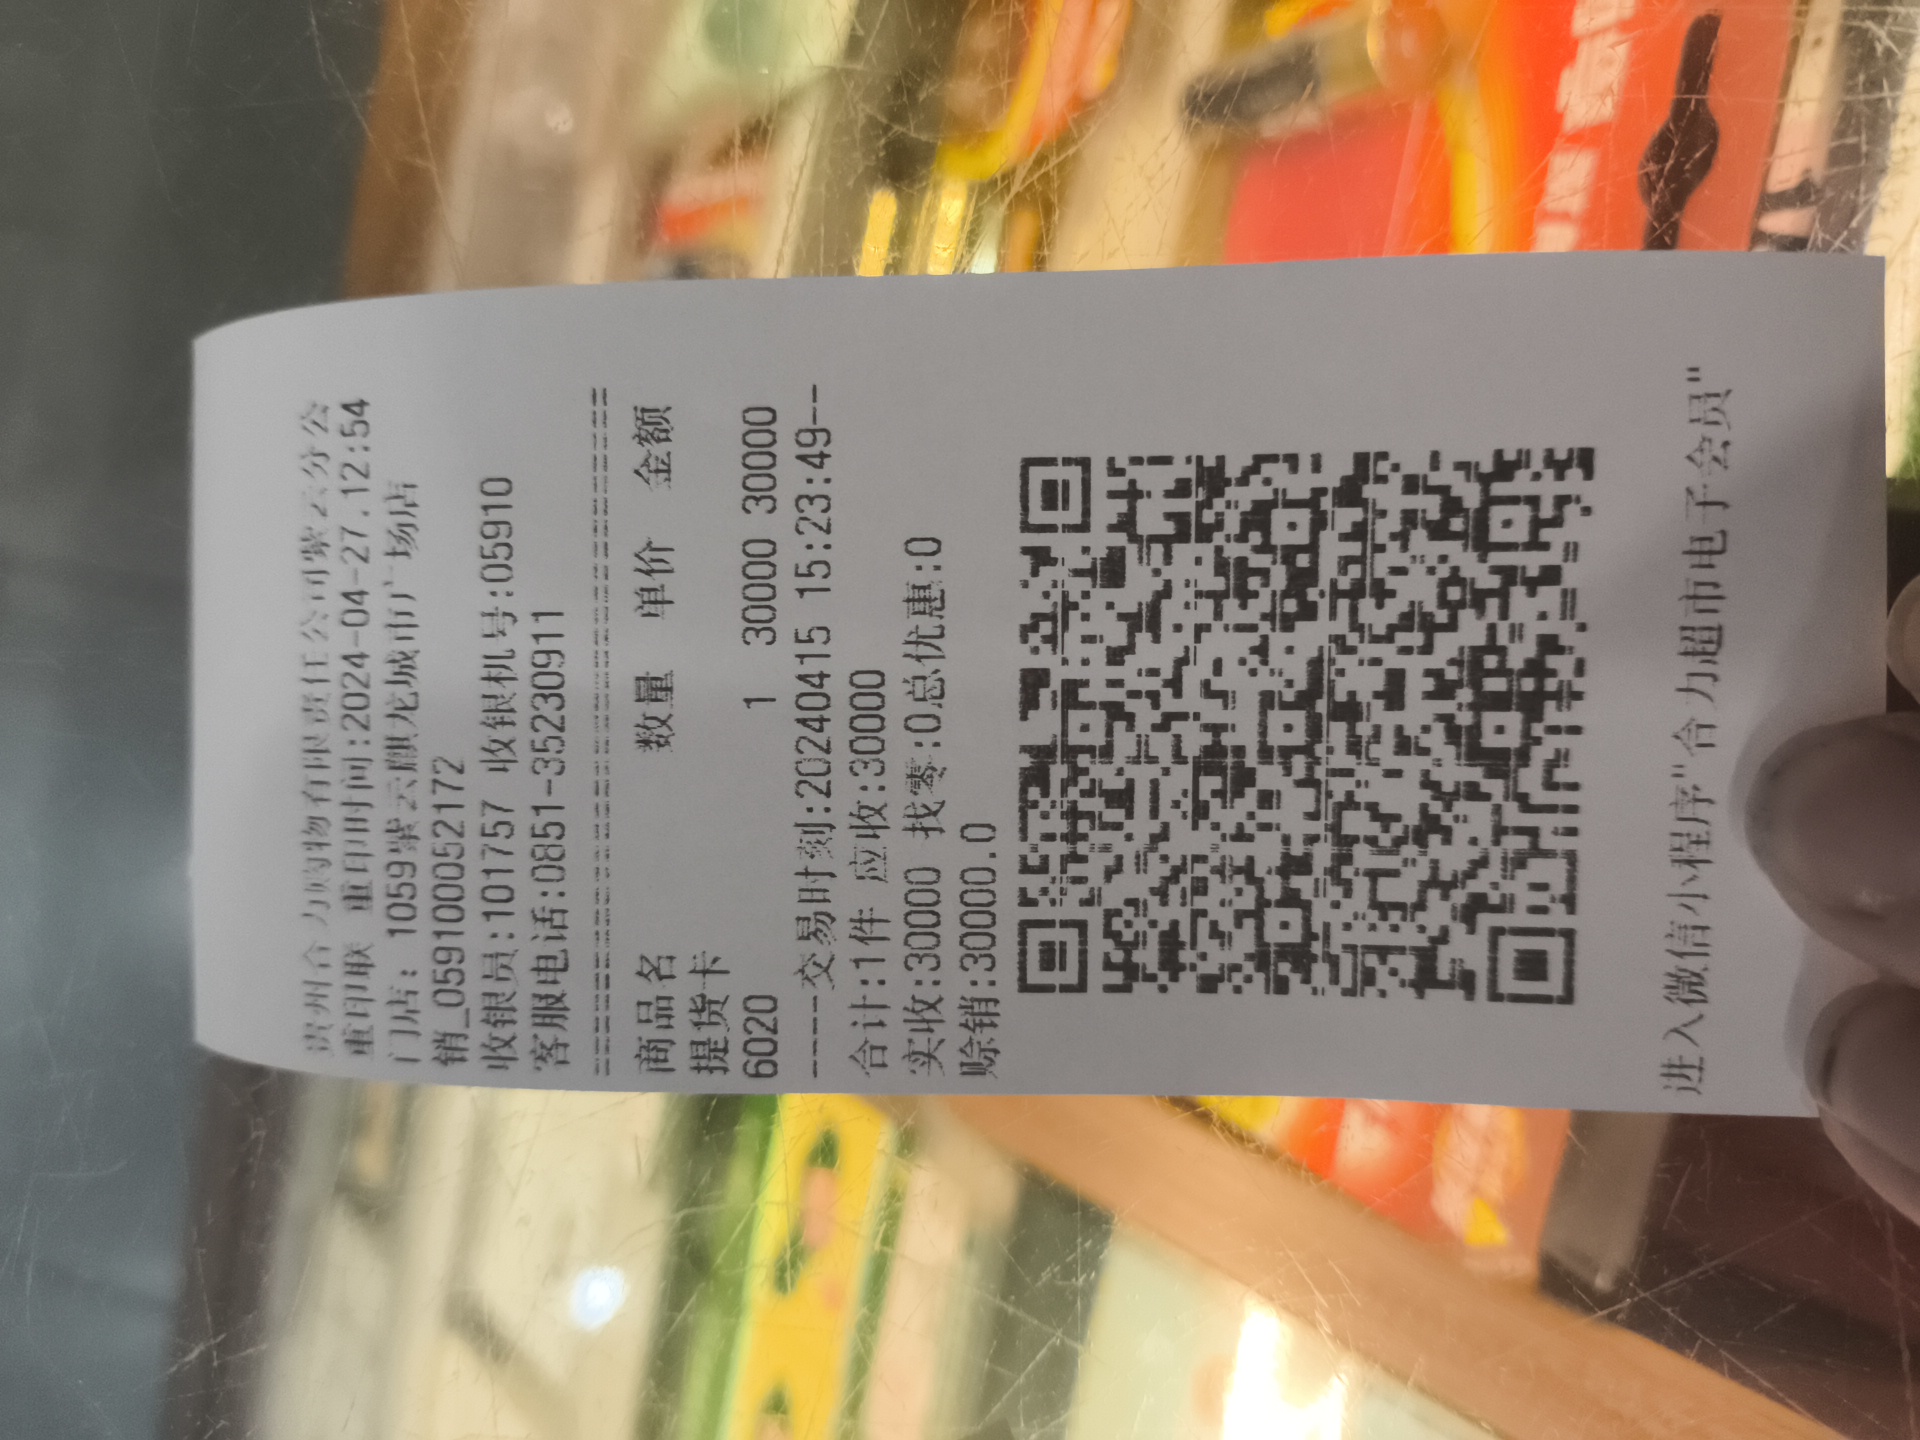 贵州合力购物有限责任公司紫云分公
重印联 重印时间:2024-04-27.12:54
门店: 1059紫云麒龙城市广场店
销_0591000052172
收银员:101757 收银机号:05910
客服电话:0851-35230911
==============================
商品名 数量 单价 金额
提货卡
6020 1 30000 30000
----交易时刻:20240415 15:23:49--
合计:1件 应收:30000
实收:30000 找零:0总优惠:0
赊销:30000.0
进入微信小程序"合力超市电子会员"